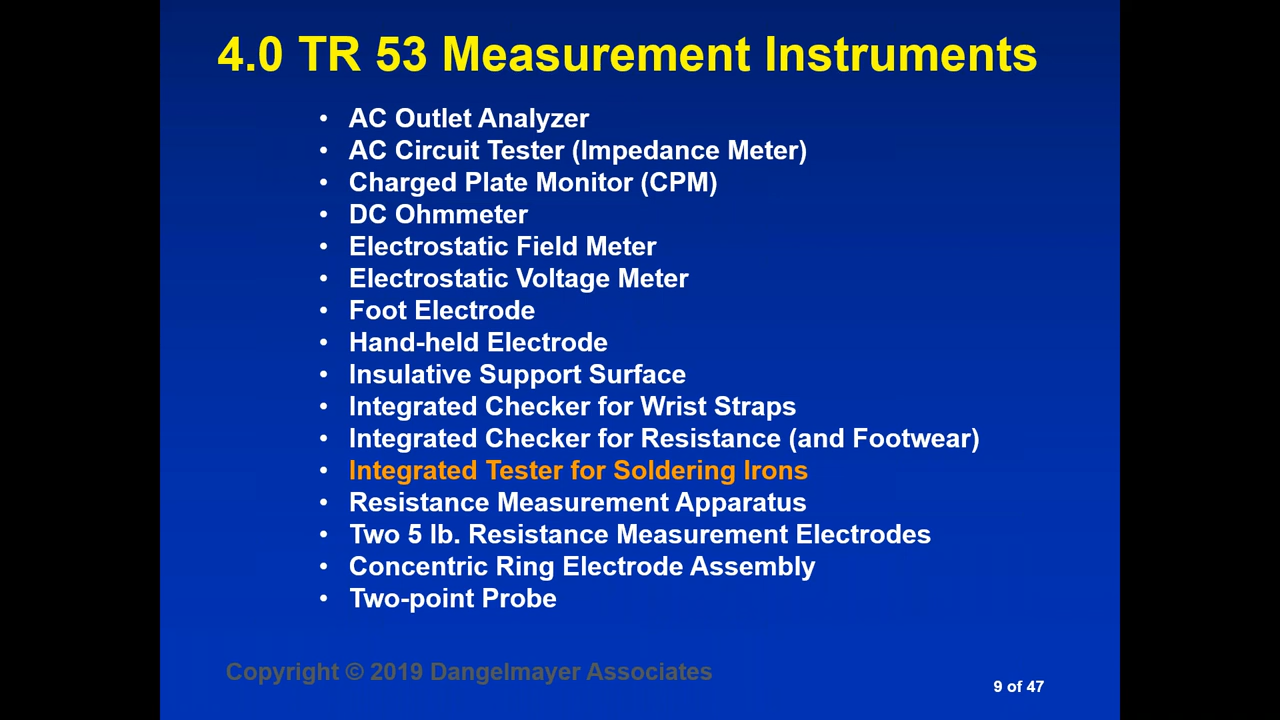 4.0 TR 53 Measurement Instruments
• AC Outlet Analyzer
• AC Circuit Tester (Impedance Meter)
• Charged Plate Monitor (CPM)
• DC Ohmmeter
• Electrostatic Field Meter
• Electrostatic Voltage Meter
• Foot Electrode
• Hand-held Electrode
• Insulative Support Surface
• Integrated Checker for Wrist Straps
• Integrated Checker for Resistance (and Footwear)
• Integrated Tester for Soldering Irons
• Resistance Measurement Apparatus
• Two 5 lb. Resistance Measurement Electrodes
• Concentric Ring Electrode Assembly
• Two-point Probe
Copyright © 2019 Dangelmayer Associates
9 of 47